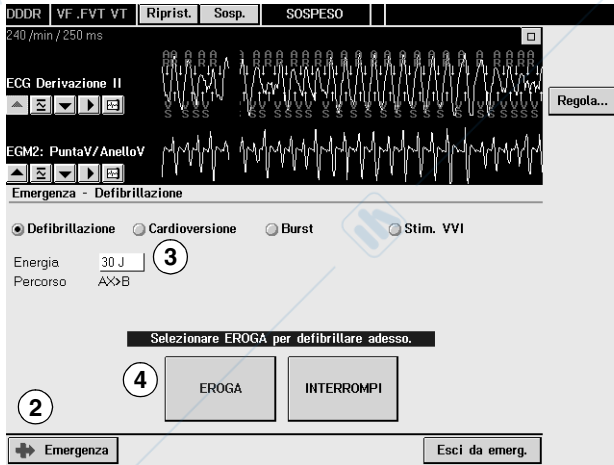 DDDR VF .FVT VT Riprist. Sosp. SOSPESO
240 /min / 250 ms
ECG Derivazione II
Regola...
EGM2: PuntaV/AnelloV
Emergenza - Defibrillazione
Defibrillazione Cardioversione Burst Stim. VVI
Energia 30 J 3
Percorso AX>B
Selezionare EROGA per defibrillare adesso.
4 EROGA INTERROMPI
2
Emergenza Esci da emerg.